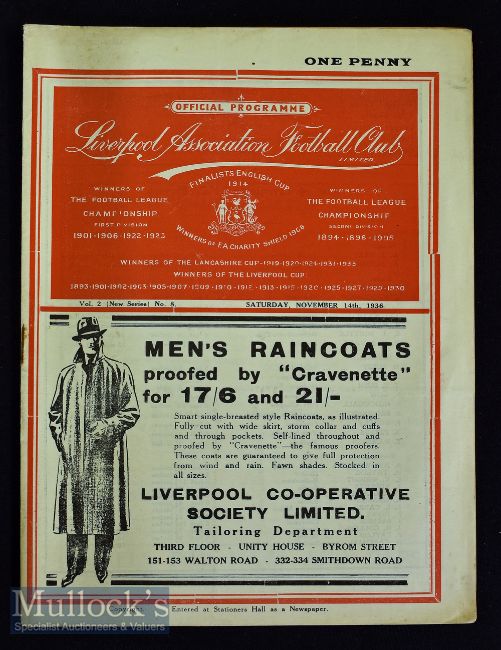 ONE PENNY
OFFICIAL PROGRAMME
Liverpool Association Football Club
LIMITED
FINALISTS ENGLISH CUP
1914
WINNERS OF
THE FOOTBALL LEAGUE
CHAMPIONSHIP
FIRST DIVISION
1901-1906-1922-1923
WINNERS OF
THE FOOTBALL LEAGUE
CHAMPIONSHIP
SECOND DIVISION
1894-1896-1905
WINNERS OF F.A. CHARITY SHIELD 1906
WINNERS OF THE LANCASHIRE CUP-1919-1920-1924-1931-1933
WINNERS OF THE LIVERPOOL CUP
Vol. 2 (New Series) No. 8. SATURDAY, NOVEMBER 14th, 1936
MEN'S RAINCOATS
proofed by "Cravenette"
for 17/6 and 21/-
Smart single-breasted style Raincoats, as illustrated.
Fully cut with wide skirt, storm collar and cuffs
and through pockets. Self-lined throughout and
proofed by "Cravenette"—the famous proofers.
These coats are guaranteed to give full protection
from wind and rain. Fawn shades. Stocked in
all sizes.
LIVERPOOL CO-OPERATIVE
SOCIETY LIMITED.
Tailoring Department
THIRD FLOOR - UNITY HOUSE - BYROM STREET
151-153 WALTON ROAD - 332-334 SMITHDOWN ROAD
Copyright. Entered at Stationers Hall as a Newspaper.
Mullock's
Specialist Auctioneers & Valuers